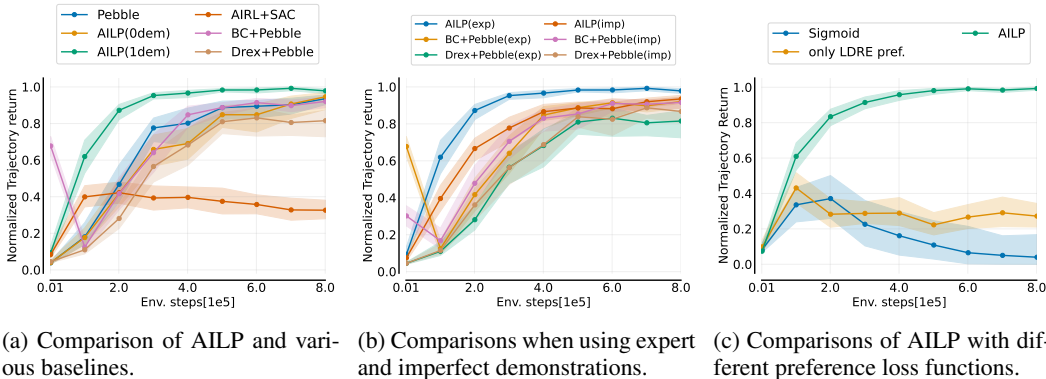 Pebble
AILP(0dem)
AILP(1dem)
AIRL+SAC
BC+Pebble
Drex+Pebble
Normalized Trajectory return
1.0
0.8
0.6
0.4
0.2
0.0
0.01 2.0 4.0 6.0 8.0
Env. steps[1e5]
(a) Comparison of AILP and vari-
ous baselines.
AILP(exp)
BC+Pebble(exp)
Drex+Pebble(exp)
AILP(imp)
BC+Pebble(imp)
Drex+Pebble(imp)
Normalized Trajectory return
1.0
0.8
0.6
0.4
0.2
0.0
0.01 2.0 4.0 6.0 8.0
Env. steps[1e5]
(b) Comparisons when using expert
and imperfect demonstrations.
Sigmoid
only LDRE pref.
AILP
Normalized Trajectory Return
1.0
0.8
0.6
0.4
0.2
0.0
0.01 2.0 4.0 6.0 8.0
Env. steps[1e5]
(c) Comparisons of AILP with dif-
ferent preference loss functions.